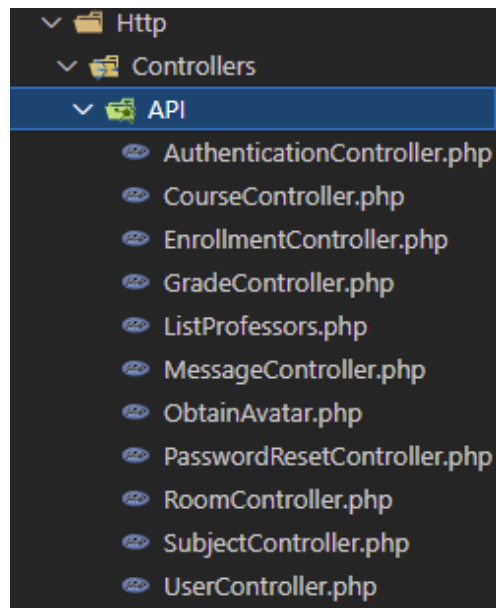 Http
Controllers
API
AuthenticationController.php
CourseController.php
EnrollmentController.php
GradeController.php
ListProfessors.php
MessageController.php
ObtainAvatar.php
PasswordResetController.php
RoomController.php
SubjectController.php
UserController.php